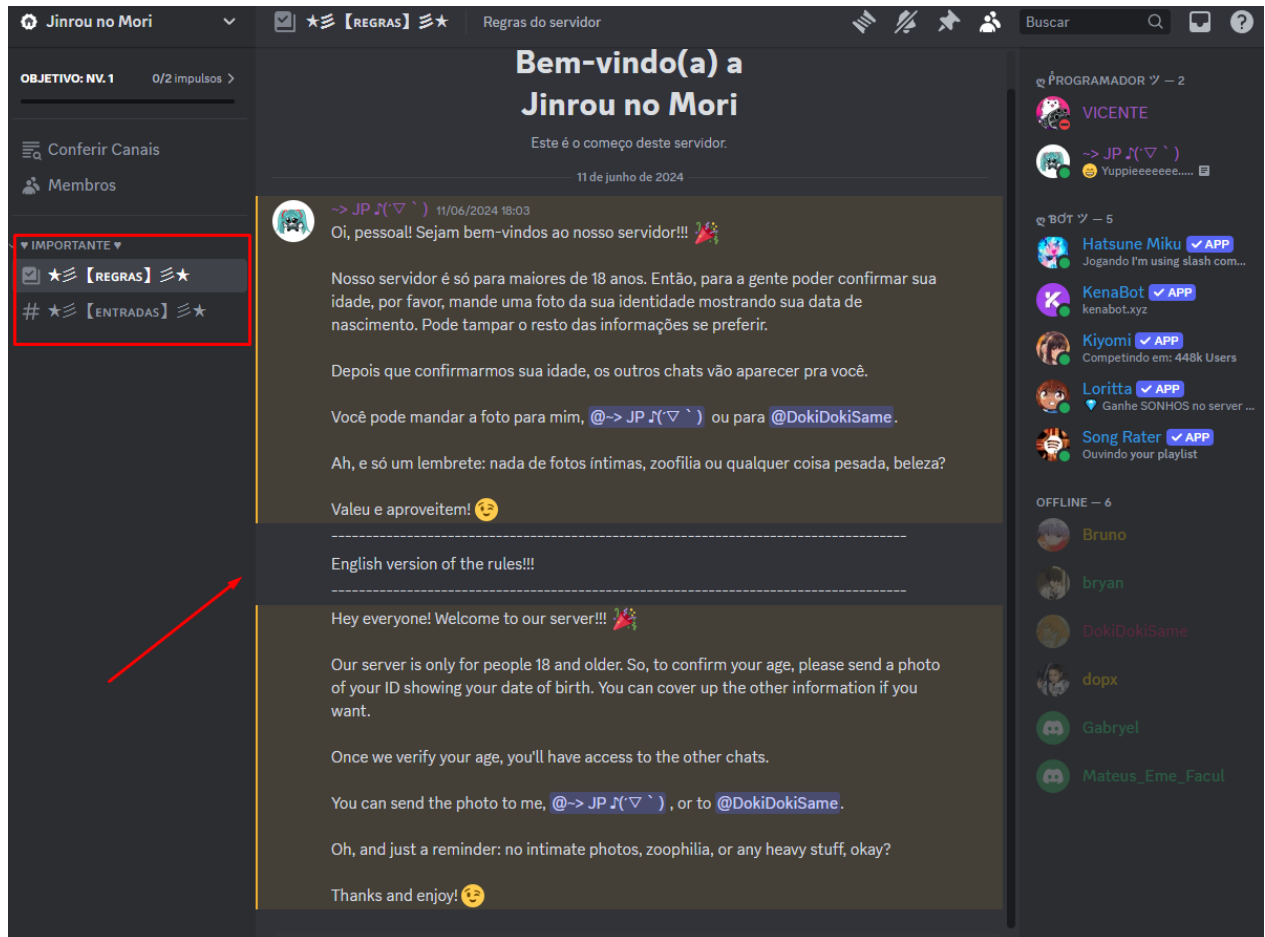 Jinrou no Mori
OBJETIVO: NV. 1 0/2 impulsos >
Conferir Canais
Membros
♥ IMPORTANTE ♥
★彡【REGRAS】彡★
# ★彡【ENTRADAS】彡★
★彡【REGRAS】彡★ Regras do servidor
Buscar
Bem-vindo(a) a
Jinrou no Mori
Este é o começo deste servidor.
11 de junho de 2024
~> JP ♪(´▽｀) 11/06/2024 18:03
Oi, pessoal! Sejam bem-vindos ao nosso servidor!!! 🎉
Nosso servidor é só para maiores de 18 anos. Então, para a gente poder confirmar sua
idade, por favor, mande uma foto da sua identidade mostrando sua data de
nascimento. Pode tampar o resto das informações se preferir.
Depois que confirmarmos sua idade, os outros chats vão aparecer pra você.
Você pode mandar a foto para mim, @~> JP ♪(´▽｀) ou para @DokiDokiSame.
Ah, e só um lembrete: nada de fotos íntimas, zoofilia ou qualquer coisa pesada, beleza?
Valeu e aproveitem! 😉
-------------------------------------------------------------------------------------
English version of the rules!!!
-------------------------------------------------------------------------------------
Hey everyone! Welcome to our server!!! 🎉
Our server is only for people 18 and older. So, to confirm your age, please send a photo
of your ID showing your date of birth. You can cover up the other information if you
want.
Once we verify your age, you'll have access to the other chats.
You can send the photo to me, @~> JP ♪(´▽｀) , or to @DokiDokiSame.
Oh, and just a reminder: no intimate photos, zoophilia, or any heavy stuff, okay?
Thanks and enjoy! 😉
ღ PROGRAMADOR ツ — 2
VICENTE
~> JP ♪(´▽｀)
😄 Yuppieeeeeee.....
ღ BOT ツ — 5
Hatsune Miku ✓ APP
Jogando I'm using slash com...
KenaBot ✓ APP
kenabot.xyz
Kiyomi ✓ APP
Competindo em: 448k Users
Loritta ✓ APP
💎 Ganhe SONHOS no server ...
Song Rater ✓ APP
Ouvindo your playlist
OFFLINE — 6
Bruno
bryan
DokiDokiSame
dopx
Gabryel
Mateus_Eme_Facul